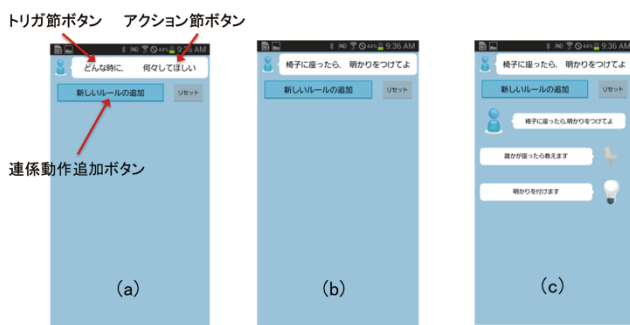 トリガ節ボタン
アクション節ボタン
9:36 AM
どんな時に, 何々してほしい
新しいルールの追加
リセット
連係動作追加ボタン
(a)
9:36 AM
椅子に座ったら, 明かりをつけてよ
新しいルールの追加
リセット
(b)
9:36 AM
椅子に座ったら, 明かりをつけてよ
新しいルールの追加
リセット
椅子に座ったら,明かりをつけてよ
誰かが座ったら教えます
明かりを付けます
(c)